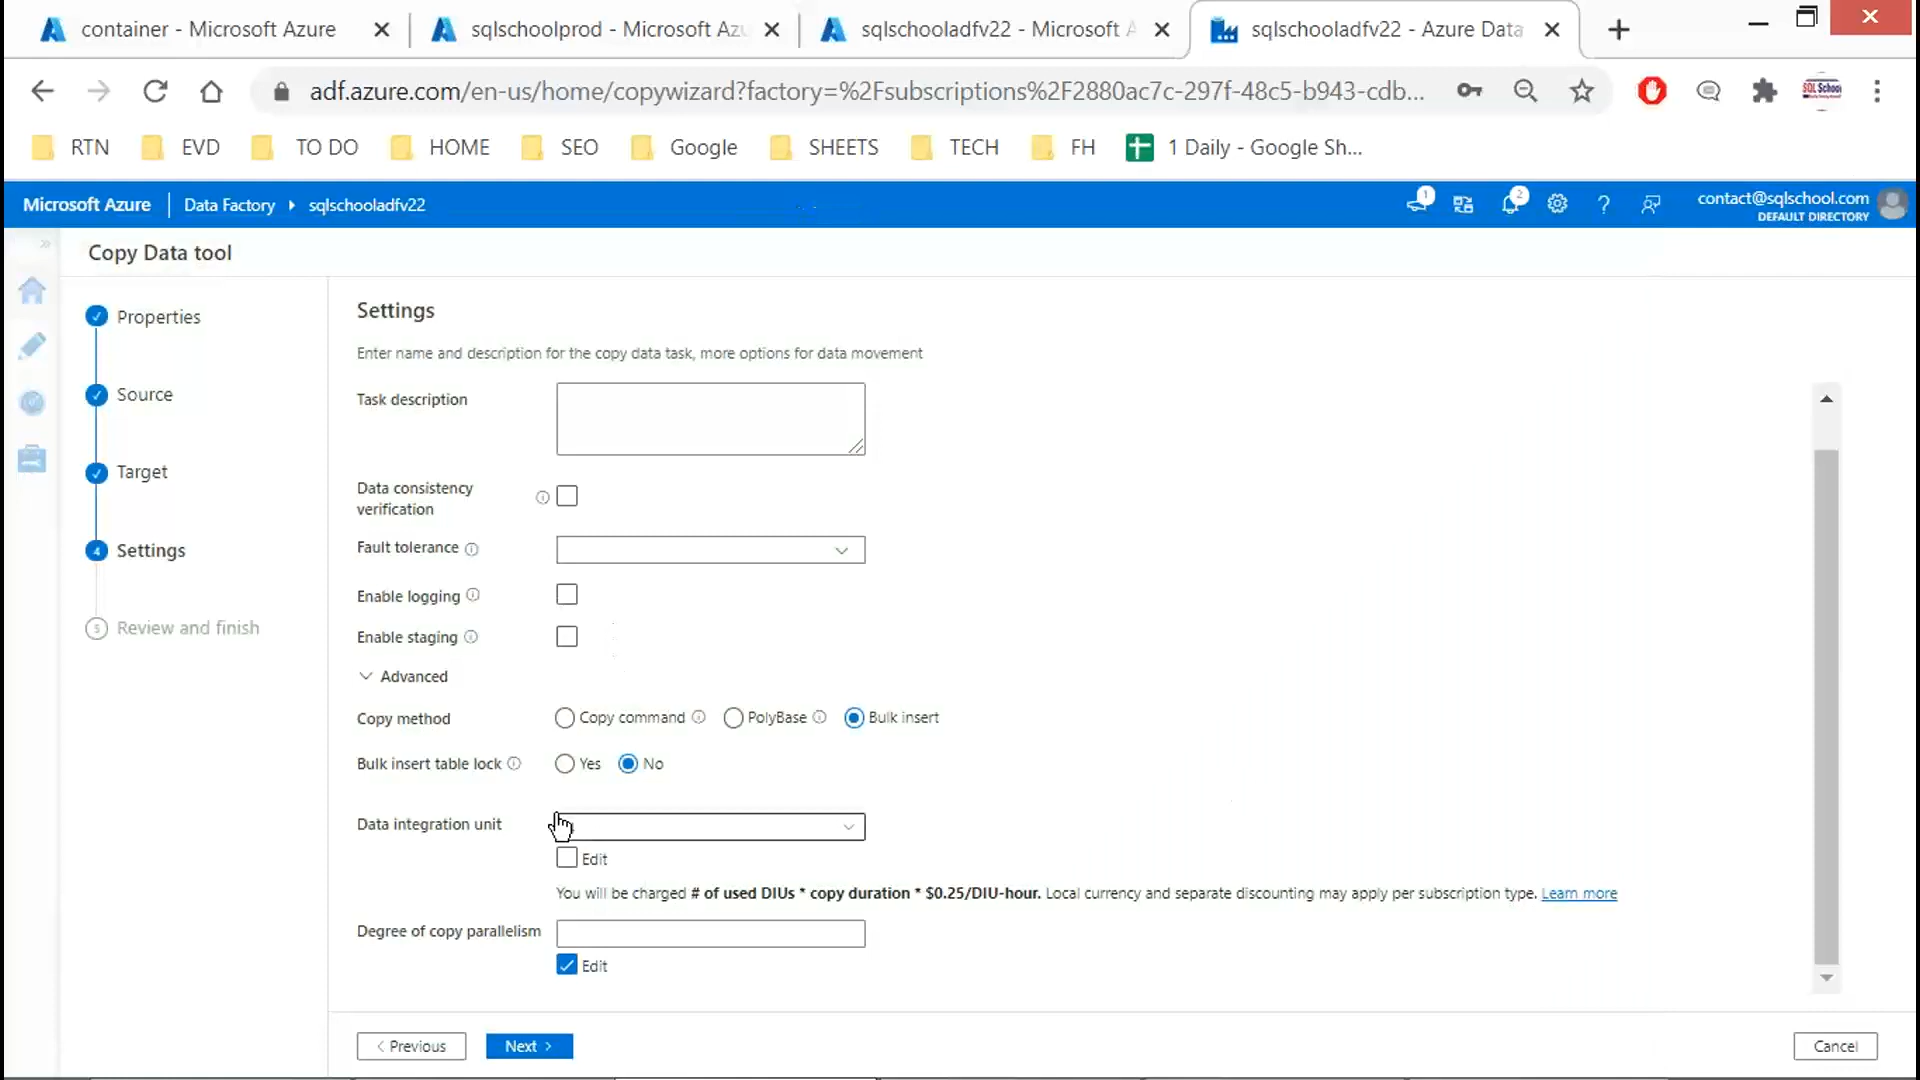 container - Microsoft Azure
sqlschoolprod - Microsoft Azu
sqlschooladfv22 - Microsoft A
sqlschooladfv22 - Azure Data
adf.azure.com/en-us/home/copywizard?factory=%2Fsubscriptions%2F2880ac7c-297f-48c5-b943-cdb...
SQL School
RTN
EVD
TO DO
HOME
SEO
Google
SHEETS
TECH
FH
1 Daily - Google Sh...
Microsoft Azure
Data Factory
sqlschooladfv22
1
2
contact@sqlschool.com
DEFAULT DIRECTORY
Copy Data tool
Properties
Source
Target
4 Settings
5 Review and finish
Settings
Enter name and description for the copy data task, more options for data movement
Task description
Data consistency
verification
Fault tolerance
Enable logging
Enable staging
Advanced
Copy method
Copy command
PolyBase
Bulk insert
Bulk insert table lock
Yes
No
Data integration unit
Edit
You will be charged # of used DIUs * copy duration * $0.25/DIU-hour. Local currency and separate discounting may apply per subscription type. Learn more
Degree of copy parallelism
Edit
< Previous
Next >
Cancel